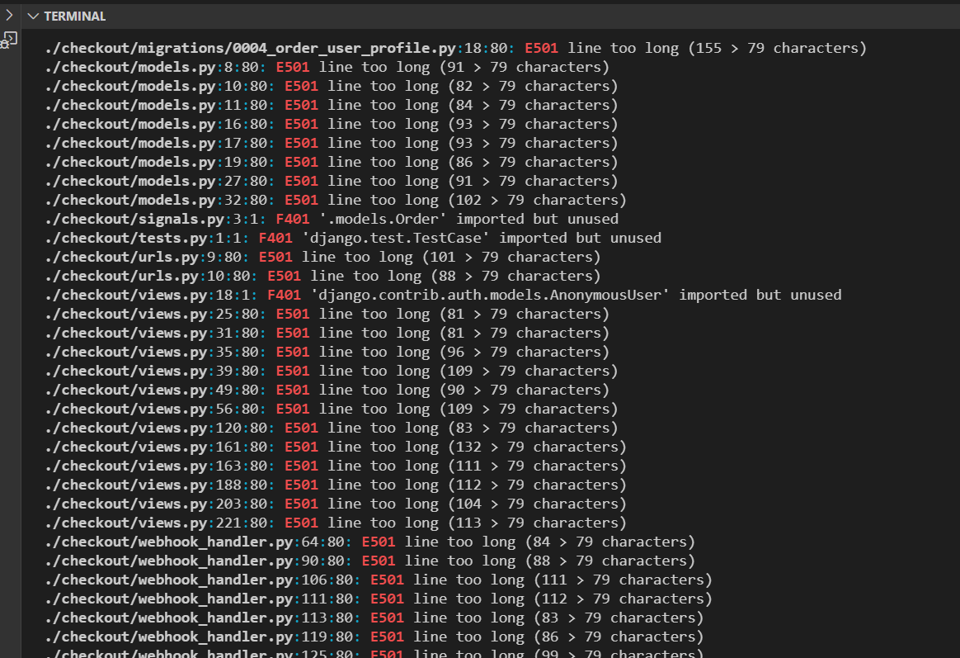 TERMINAL
./checkout/migrations/0004_order_user_profile.py:18:80: E501 line too long (155 > 79 characters)
./checkout/models.py:8:80: E501 line too long (91 > 79 characters)
./checkout/models.py:10:80: E501 line too long (82 > 79 characters)
./checkout/models.py:11:80: E501 line too long (84 > 79 characters)
./checkout/models.py:16:80: E501 line too long (93 > 79 characters)
./checkout/models.py:17:80: E501 line too long (93 > 79 characters)
./checkout/models.py:19:80: E501 line too long (86 > 79 characters)
./checkout/models.py:27:80: E501 line too long (91 > 79 characters)
./checkout/models.py:32:80: E501 line too long (102 > 79 characters)
./checkout/signals.py:3:1: F401 '.models.Order' imported but unused
./checkout/tests.py:1:1: F401 'django.test.TestCase' imported but unused
./checkout/urls.py:9:80: E501 line too long (101 > 79 characters)
./checkout/urls.py:10:80: E501 line too long (88 > 79 characters)
./checkout/views.py:18:1: F401 'django.contrib.auth.models.AnonymousUser' imported but unused
./checkout/views.py:25:80: E501 line too long (81 > 79 characters)
./checkout/views.py:31:80: E501 line too long (81 > 79 characters)
./checkout/views.py:35:80: E501 line too long (96 > 79 characters)
./checkout/views.py:39:80: E501 line too long (109 > 79 characters)
./checkout/views.py:49:80: E501 line too long (90 > 79 characters)
./checkout/views.py:56:80: E501 line too long (109 > 79 characters)
./checkout/views.py:120:80: E501 line too long (83 > 79 characters)
./checkout/views.py:161:80: E501 line too long (132 > 79 characters)
./checkout/views.py:163:80: E501 line too long (111 > 79 characters)
./checkout/views.py:188:80: E501 line too long (112 > 79 characters)
./checkout/views.py:203:80: E501 line too long (104 > 79 characters)
./checkout/views.py:221:80: E501 line too long (113 > 79 characters)
./checkout/webhook_handler.py:64:80: E501 line too long (84 > 79 characters)
./checkout/webhook_handler.py:90:80: E501 line too long (88 > 79 characters)
./checkout/webhook_handler.py:106:80: E501 line too long (111 > 79 characters)
./checkout/webhook_handler.py:111:80: E501 line too long (112 > 79 characters)
./checkout/webhook_handler.py:113:80: E501 line too long (83 > 79 characters)
./checkout/webhook_handler.py:119:80: E501 line too long (86 > 79 characters)
./checkout/webhook_handler.py:125:80: E501 line too long (99 > 79 characters)